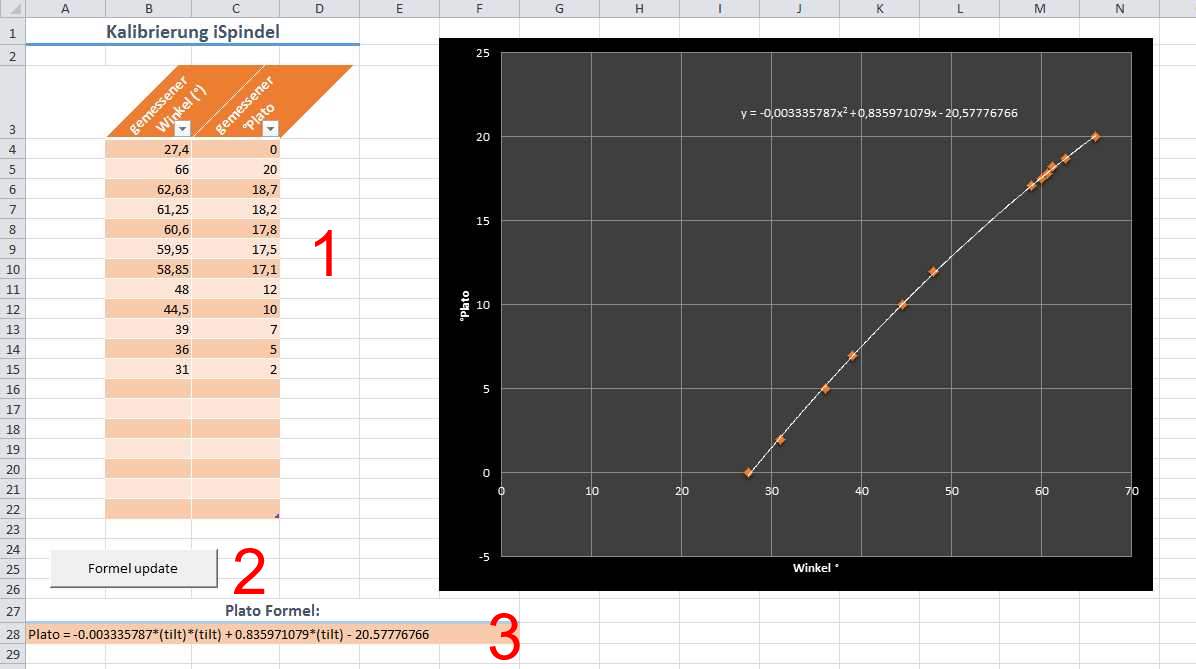 A B C D E F G H I J K L M N
1 Kalibrierung iSpindel
2
3 gemessener Winkel (°) gemessener °Plato
4 27,4 0
5 66 20
6 62,63 18,7
7 61,25 18,2
8 60,6 17,8
9 59,95 17,5
10 58,85 17,1
11 48 12
12 44,5 10
13 39 7
14 36 5
15 31 2
16
17
18
19
20
21
22
23
24
25
26
27 Plato Formel:
28 Plato = -0.003335787*(tilt)*(tilt) + 0.835971079*(tilt) - 20.57776766
29
1
Formel update
2
3
25
y = -0,003335787x² + 0,835971079x - 20,57776766
20
15
10
5
0
-5
°Plato
0 10 20 30 40 50 60 70
Winkel °